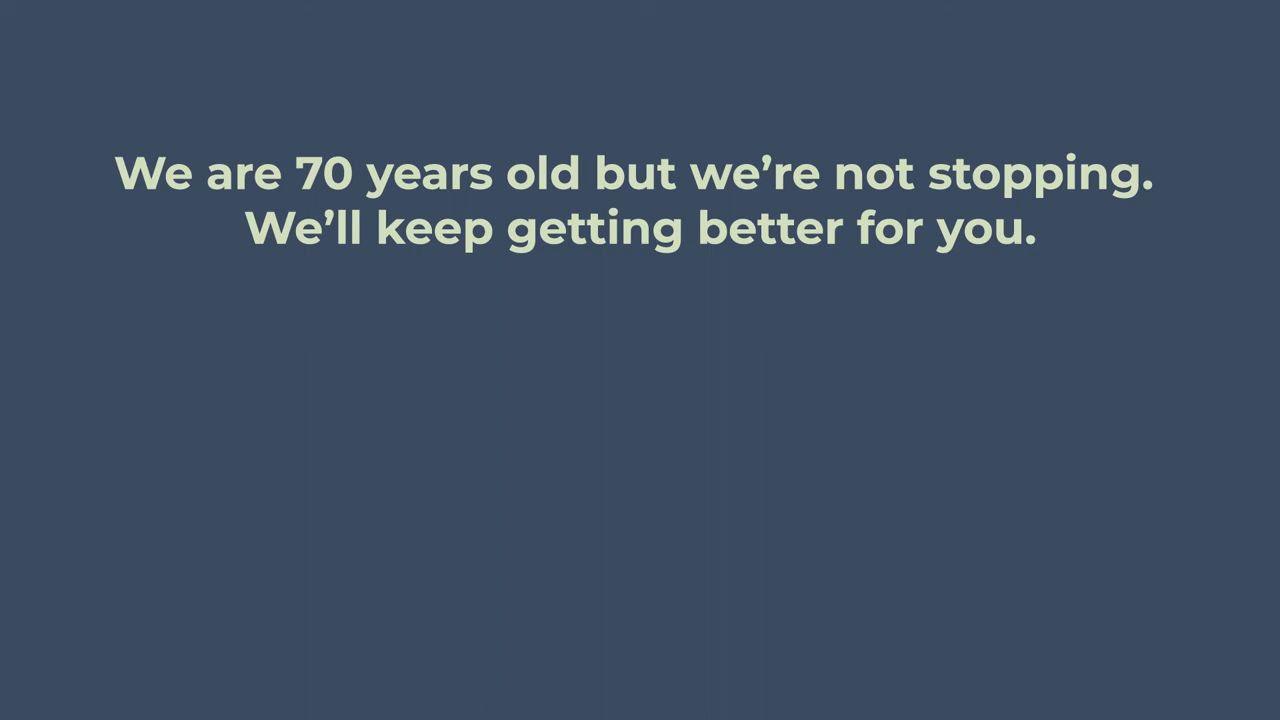 We are 70 years old but we’re not stopping.
We’ll keep getting better for you.